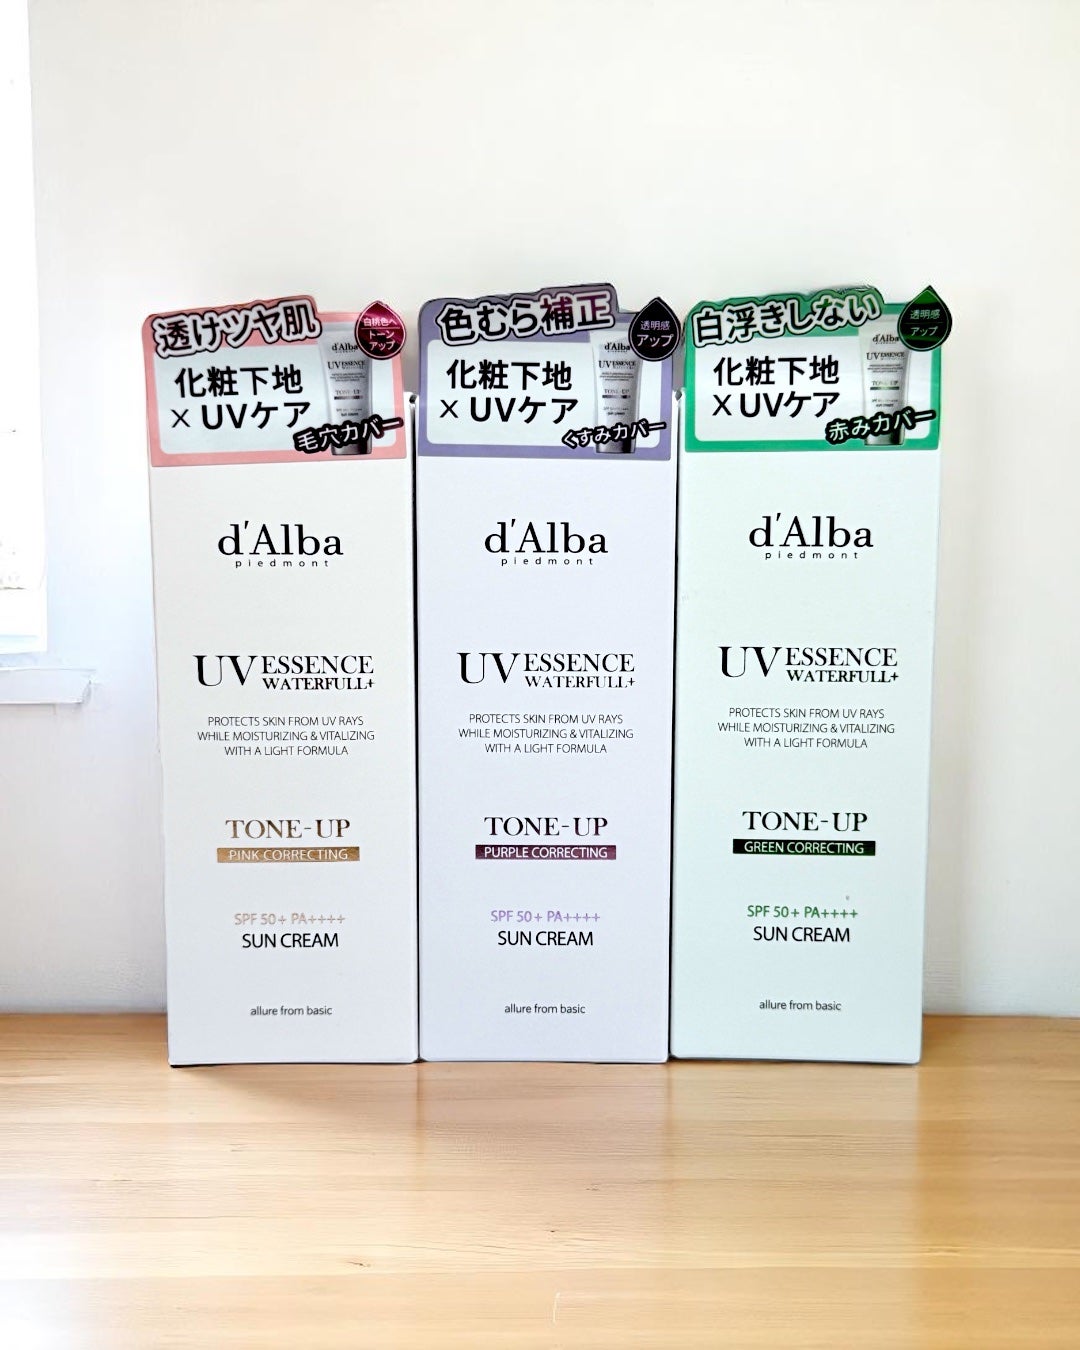 透けツヤ肌
白桃色へ
トーン
アップ
化粧下地
× UVケア
毛穴カバー
d'Alba
piedmont
UV ESSENCE
WATERFULL+
PROTECTS SKIN FROM UV RAYS
WHILE MOISTURIZING & VITALIZING
WITH A LIGHT FORMULA
TONE-UP
PINK CORRECTING
SPF 50+ PA++++
SUN CREAM
allure from basic
色むら補正
透明感
アップ
化粧下地
× UVケア
くすみカバー
d'Alba
piedmont
UV ESSENCE
WATERFULL+
PROTECTS SKIN FROM UV RAYS
WHILE MOISTURIZING & VITALIZING
WITH A LIGHT FORMULA
TONE-UP
PURPLE CORRECTING
SPF 50+ PA++++
SUN CREAM
allure from basic
白浮きしない
透明感
アップ
化粧下地
× UVケア
赤みカバー
d'Alba
piedmont
UV ESSENCE
WATERFULL+
PROTECTS SKIN FROM UV RAYS
WHILE MOISTURIZING & VITALIZING
WITH A LIGHT FORMULA
TONE-UP
GREEN CORRECTING
SPF 50+ PA++++
SUN CREAM
allure from basic